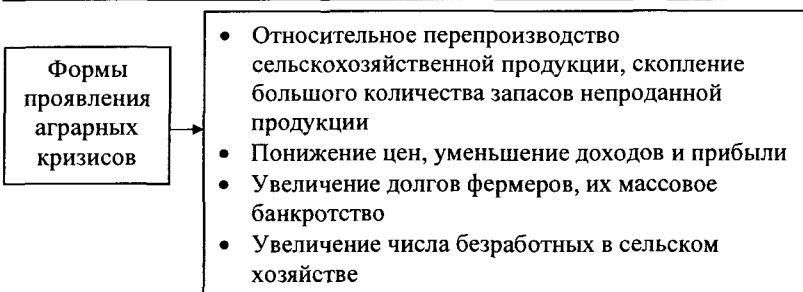 Формы
проявления
аграрных
кризисов
• Относительное перепроизводство
сельскохозяйственной продукции, скопление
большого количества запасов непроданной
продукции
• Понижение цен, уменьшение доходов и прибыли
• Увеличение долгов фермеров, их массовое
банкротство
• Увеличение числа безработных в сельском
хозяйстве